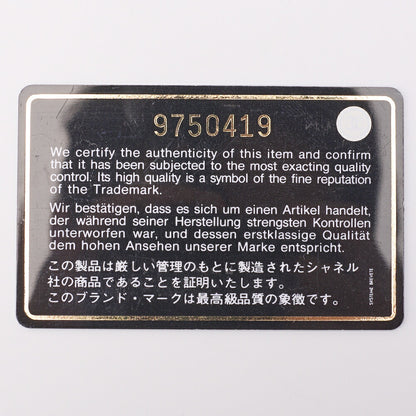 9750419
We certify the authenticity of this item and confirm
that it has been subjected to the most exacting quality
control. Its high quality is a symbol of the fine reputation
of the Trademark.
Wir bestätigen, dass es sich um einen Artikel handelt,
der während seiner Herstellung strengsten Kontrollen
unterworfen war, und dessen erstklassige Qualität
dem hohen Ansehen unserer Marke entspricht.
この製品は厳しい管理のもとに製造されたシャネル
社の商品であることを証明いたします。
このブランド・マークは最高級品質の象徴です。
SYSTEME BREVETE